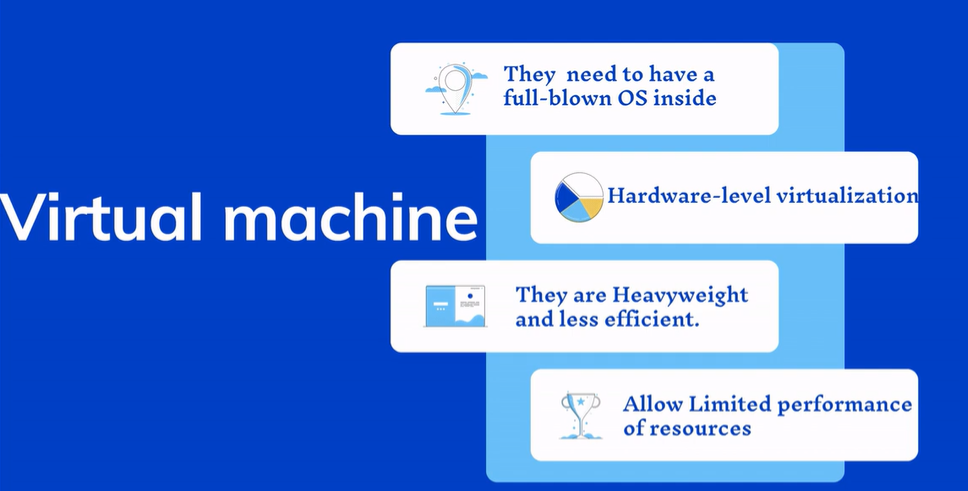 They need to have a
full-blown OS inside
Hardware-level virtualization
Virtual machine
They are Heavyweight
and less efficient.
Allow Limited performance
of resources